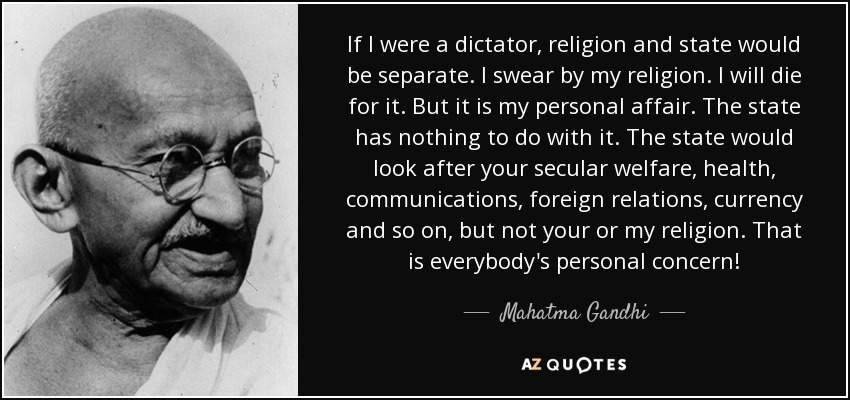 If I were a dictator, religion and state would
be separate. I swear by my religion. I will die
for it. But it is my personal affair. The state
has nothing to do with it. The state would
look after your secular welfare, health,
communications, foreign relations, currency
and so on, but not your or my religion. That
is everybody's personal concern!
Mahatma Gandhi
AZ QUOTES